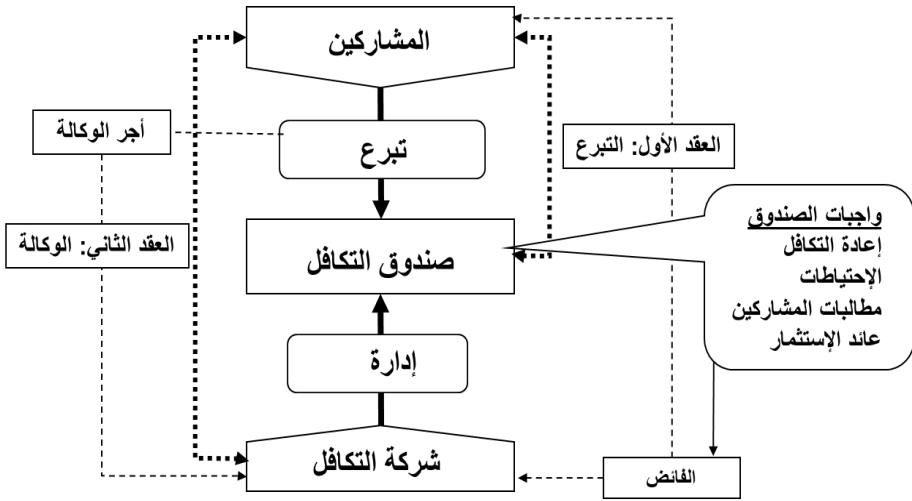 المشاركين
أجر الوكالة
تبرع
العقد الأول: التبرع
العقد الثاني: الوكالة
صندوق التكافل
واجبات الصندوق
إعادة التكافل
الإحتياطات
مطالبات المشاركين
عائد الإستثمار
إدارة
شركة التكافل
الفائض